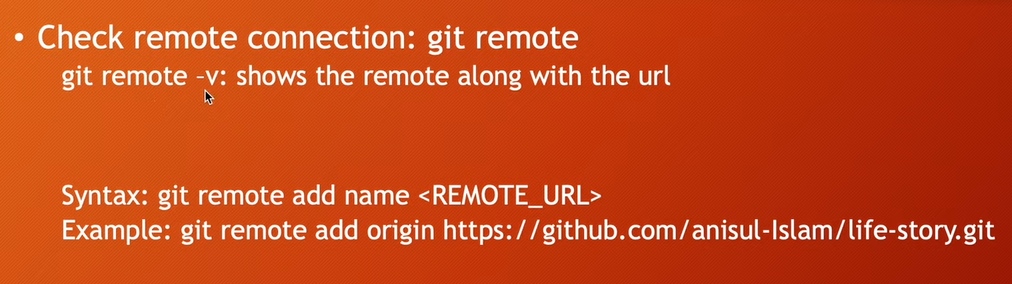 • Check remote connection: git remote
git remote –v: shows the remote along with the url
Syntax: git remote add name <REMOTE_URL>
Example: git remote add origin https://github.com/anisul-Islam/life-story.git